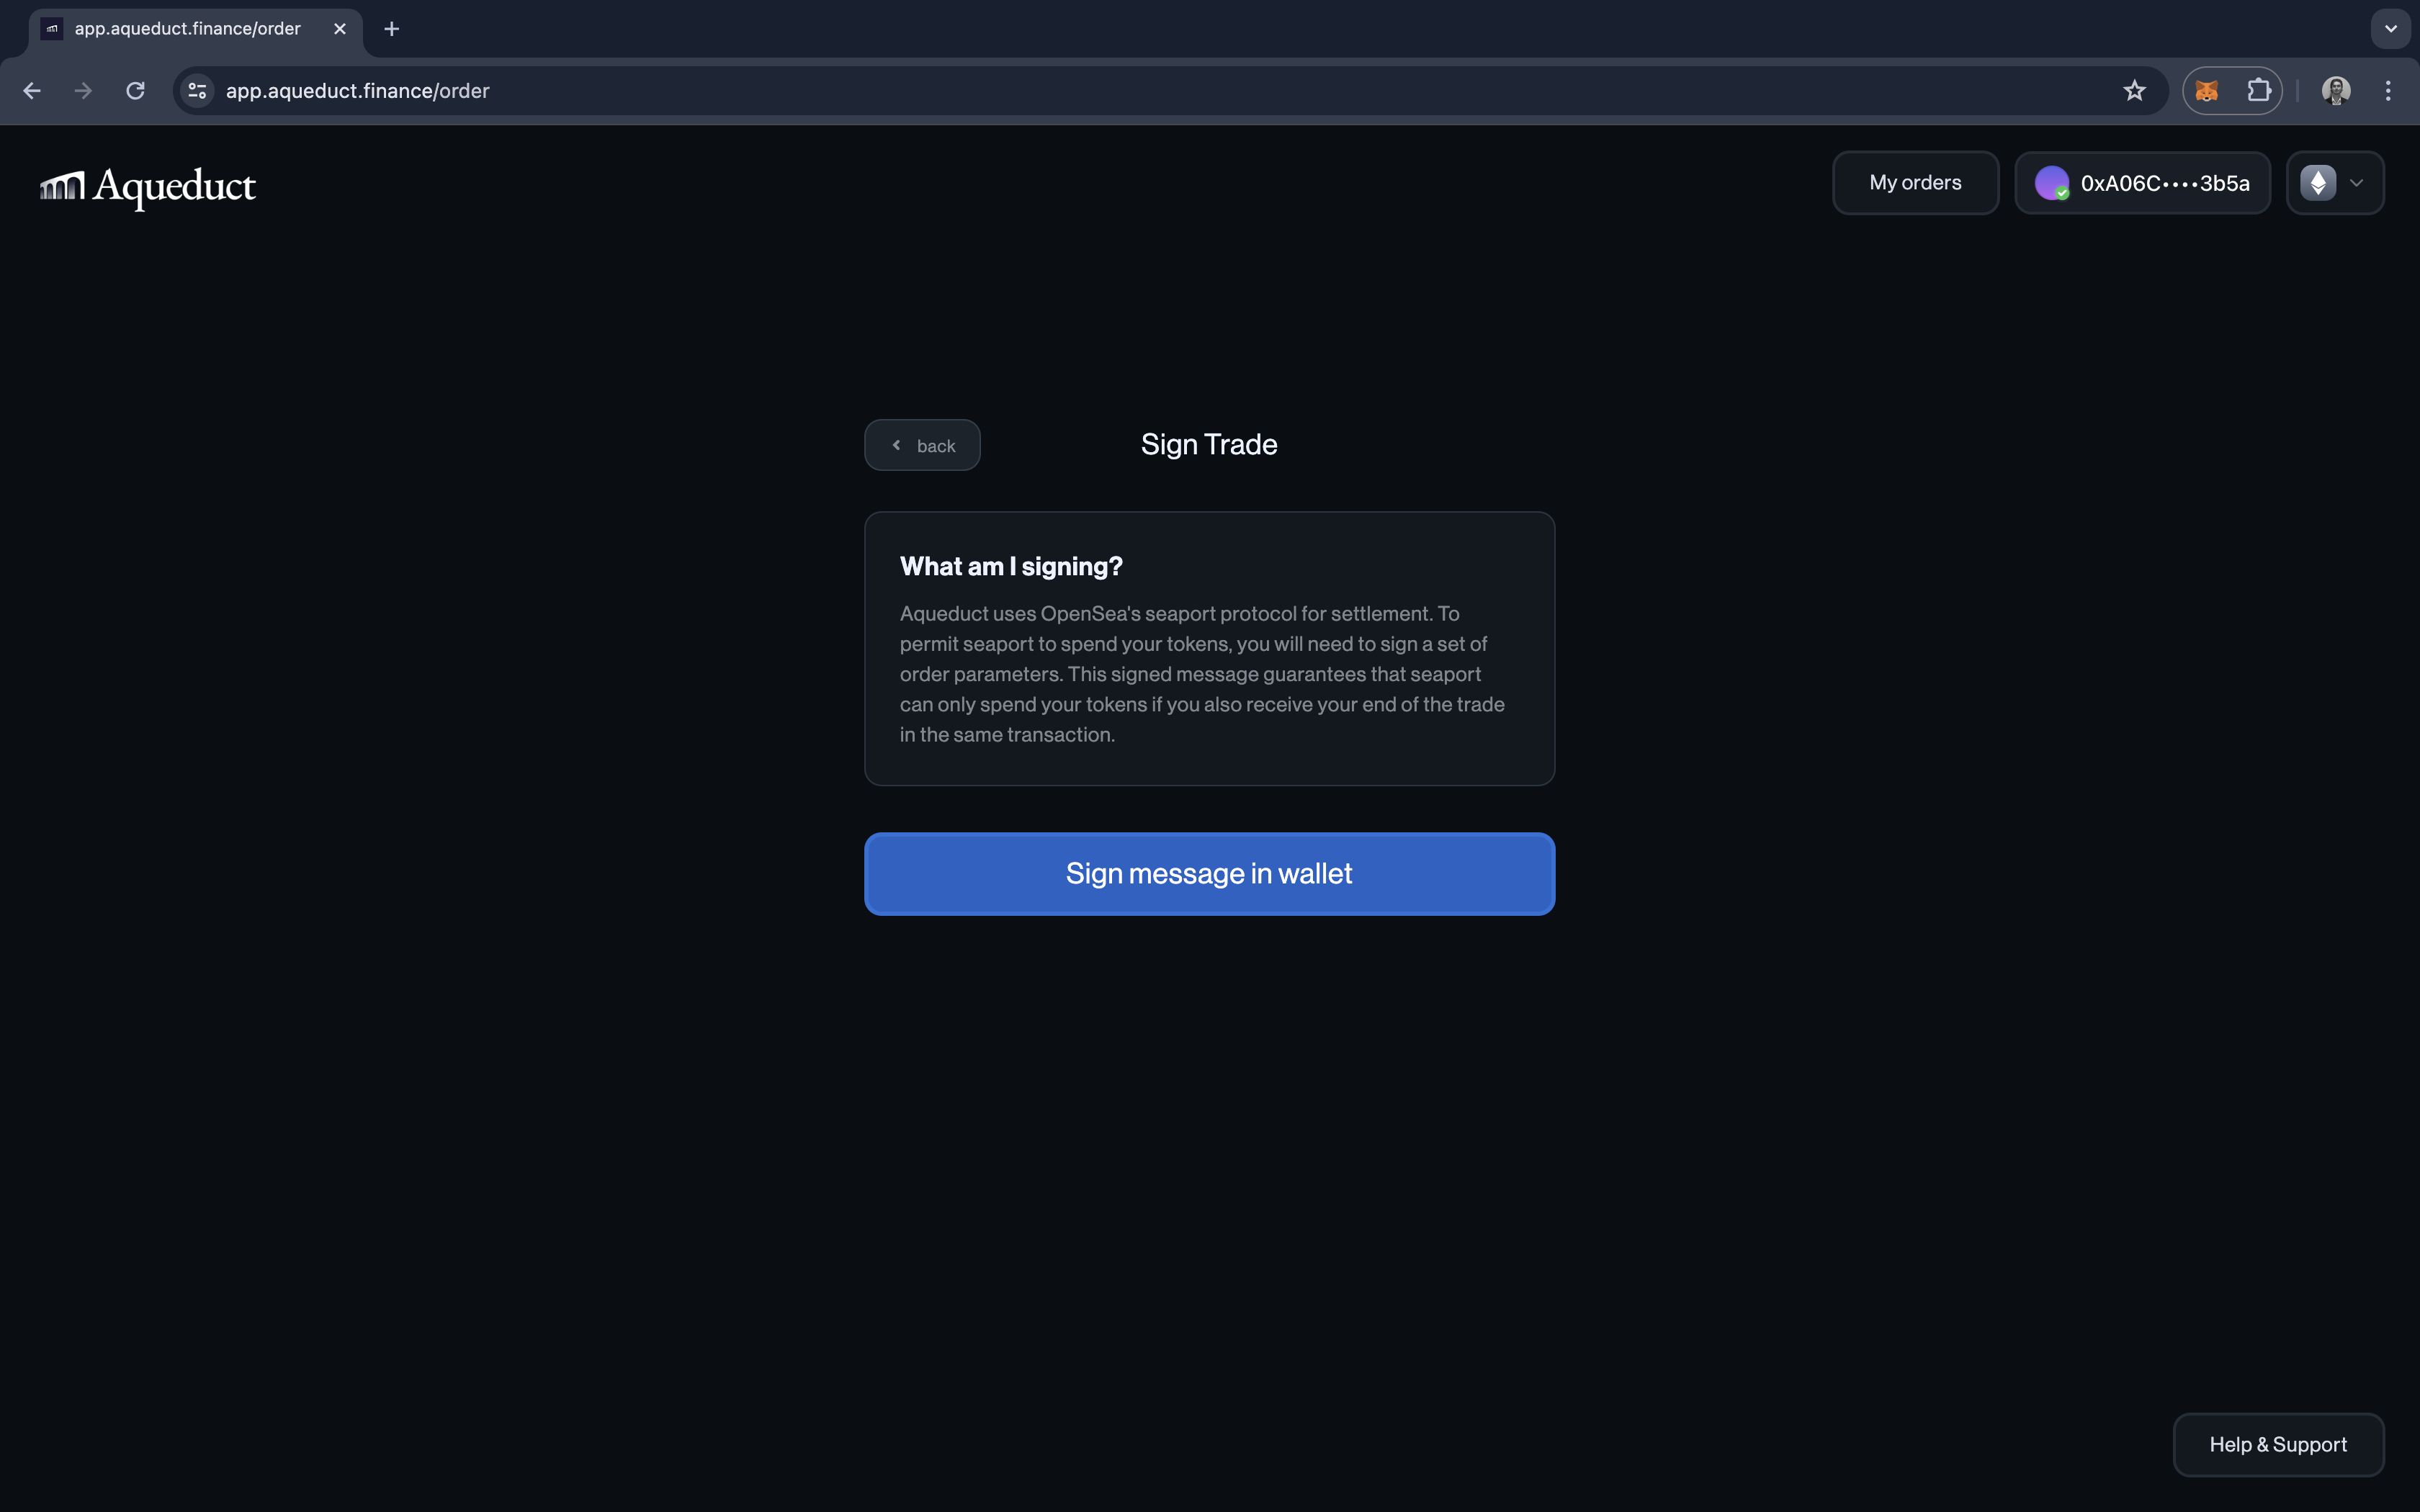 app.aqueduct.finance/order
app.aqueduct.finance/order
Aqueduct
My orders
0xA06C••••3b5a
back
Sign Trade
What am I signing?
Aqueduct uses OpenSea's seaport protocol for settlement. To
permit seaport to spend your tokens, you will need to sign a set of
order parameters. This signed message guarantees that seaport
can only spend your tokens if you also receive your end of the trade
in the same transaction.
Sign message in wallet
Help & Support